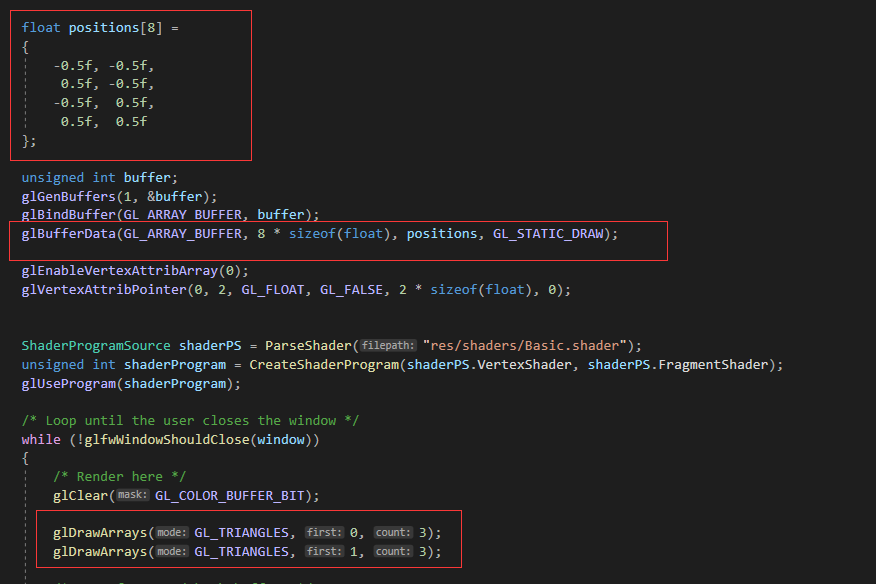 float positions[8] =
{
    -0.5f, -0.5f,
     0.5f, -0.5f,
    -0.5f,  0.5f,
     0.5f,  0.5f
};
unsigned int buffer;
glGenBuffers(1, &buffer);
glBindBuffer(GL_ARRAY_BUFFER, buffer);
glBufferData(GL_ARRAY_BUFFER, 8 * sizeof(float), positions, GL_STATIC_DRAW);
glEnableVertexAttribArray(0);
glVertexAttribPointer(0, 2, GL_FLOAT, GL_FALSE, 2 * sizeof(float), 0);
ShaderProgramSource shaderPS = ParseShader(filepath: "res/shaders/Basic.shader");
unsigned int shaderProgram = CreateShaderProgram(shaderPS.VertexShader, shaderPS.FragmentShader);
glUseProgram(shaderProgram);
/* Loop until the user closes the window */
while (!glfwWindowShouldClose(window))
{
    /* Render here */
    glClear(mask: GL_COLOR_BUFFER_BIT);
    glDrawArrays(mode: GL_TRIANGLES, first: 0, count: 3);
    glDrawArrays(mode: GL_TRIANGLES, first: 1, count: 3);